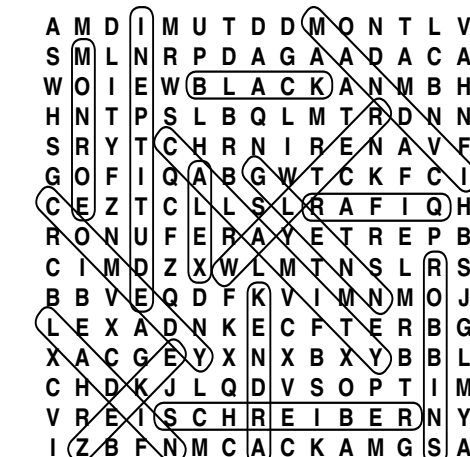 A M D I M U T D D M O N T L V
S M L N R P D A G A A D A C A
W O I E W B L A C K A N M B H
H N T P S L B Q L M T R D N N
S R Y T C H R N I R E N A V F
G O F I Q A B G W T C K F C I
C E Z T C L L S L R A F I Q H
R O N U F E R A Y E T R E P B
C I M D Z X W L M T N S L R S
B B V E Q D F K V I M N M O J
L E X A D N K E C F T E R B G
X A C G E Y X N X B X Y B B L
C H D K J L Q D V S O P T I M
V R E I S C H R E I B E R N Y
I Z B F N M C A C K A M G S A